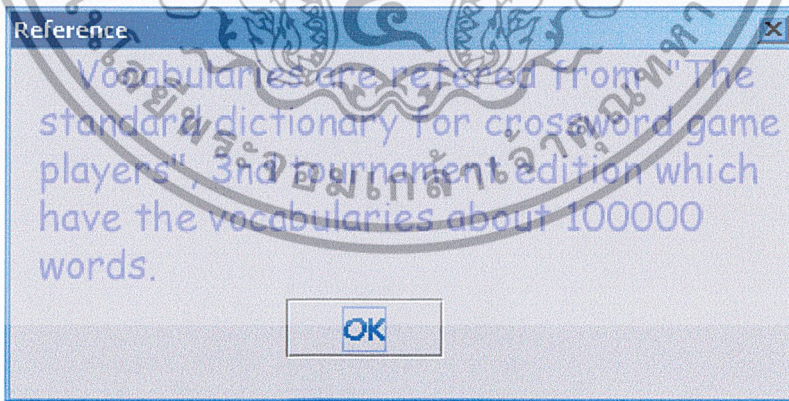 Reference
Vocabularies are refered from "The
standard dictionary for crossword game
players", 3nd tournament edition which
have the vocabularies about 100000
words.
OK